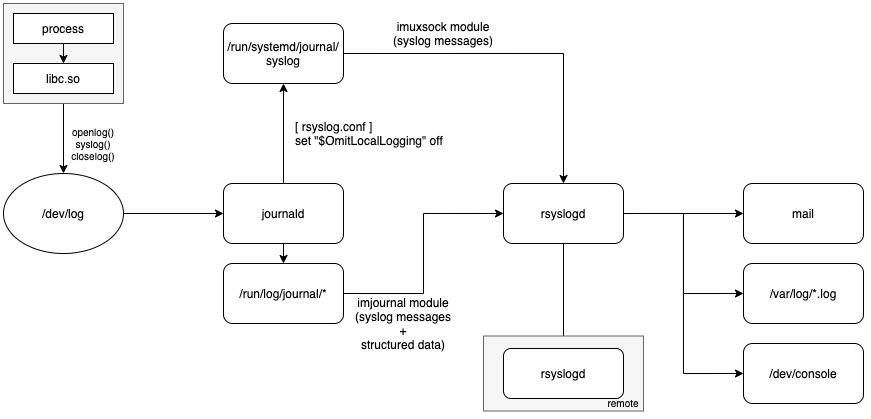 process
libc.so
openlog()
syslog()
closelog()
/dev/log
/run/systemd/journal/
syslog
imuxsock module
(syslog messages)
[ rsyslog.conf ]
set "$OmitLocalLogging" off
journald
/run/log/journal/*
imjournal module
(syslog messages
+
structured data)
rsyslogd
rsyslogd
remote
mail
/var/log/*.log
/dev/console